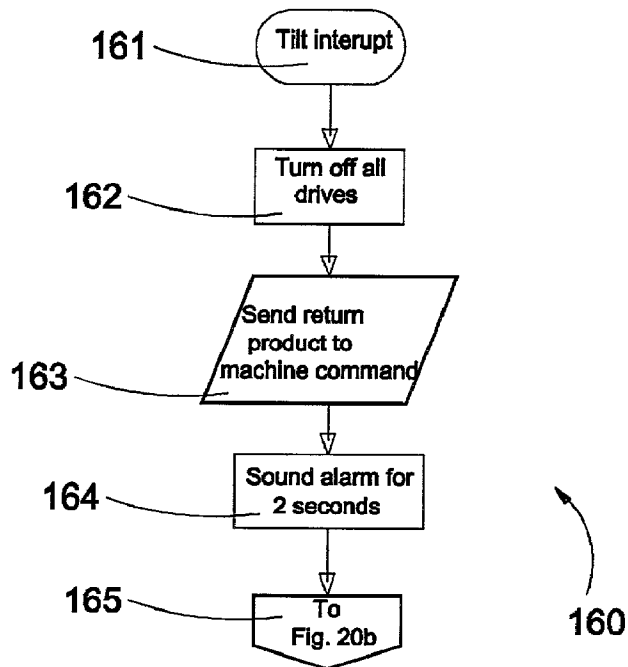 161
Tilt interupt
162
Turn off all
drives
163
Send return
product to
machine command
164
Sound alarm for
2 seconds
165
To
Fig. 20b
160